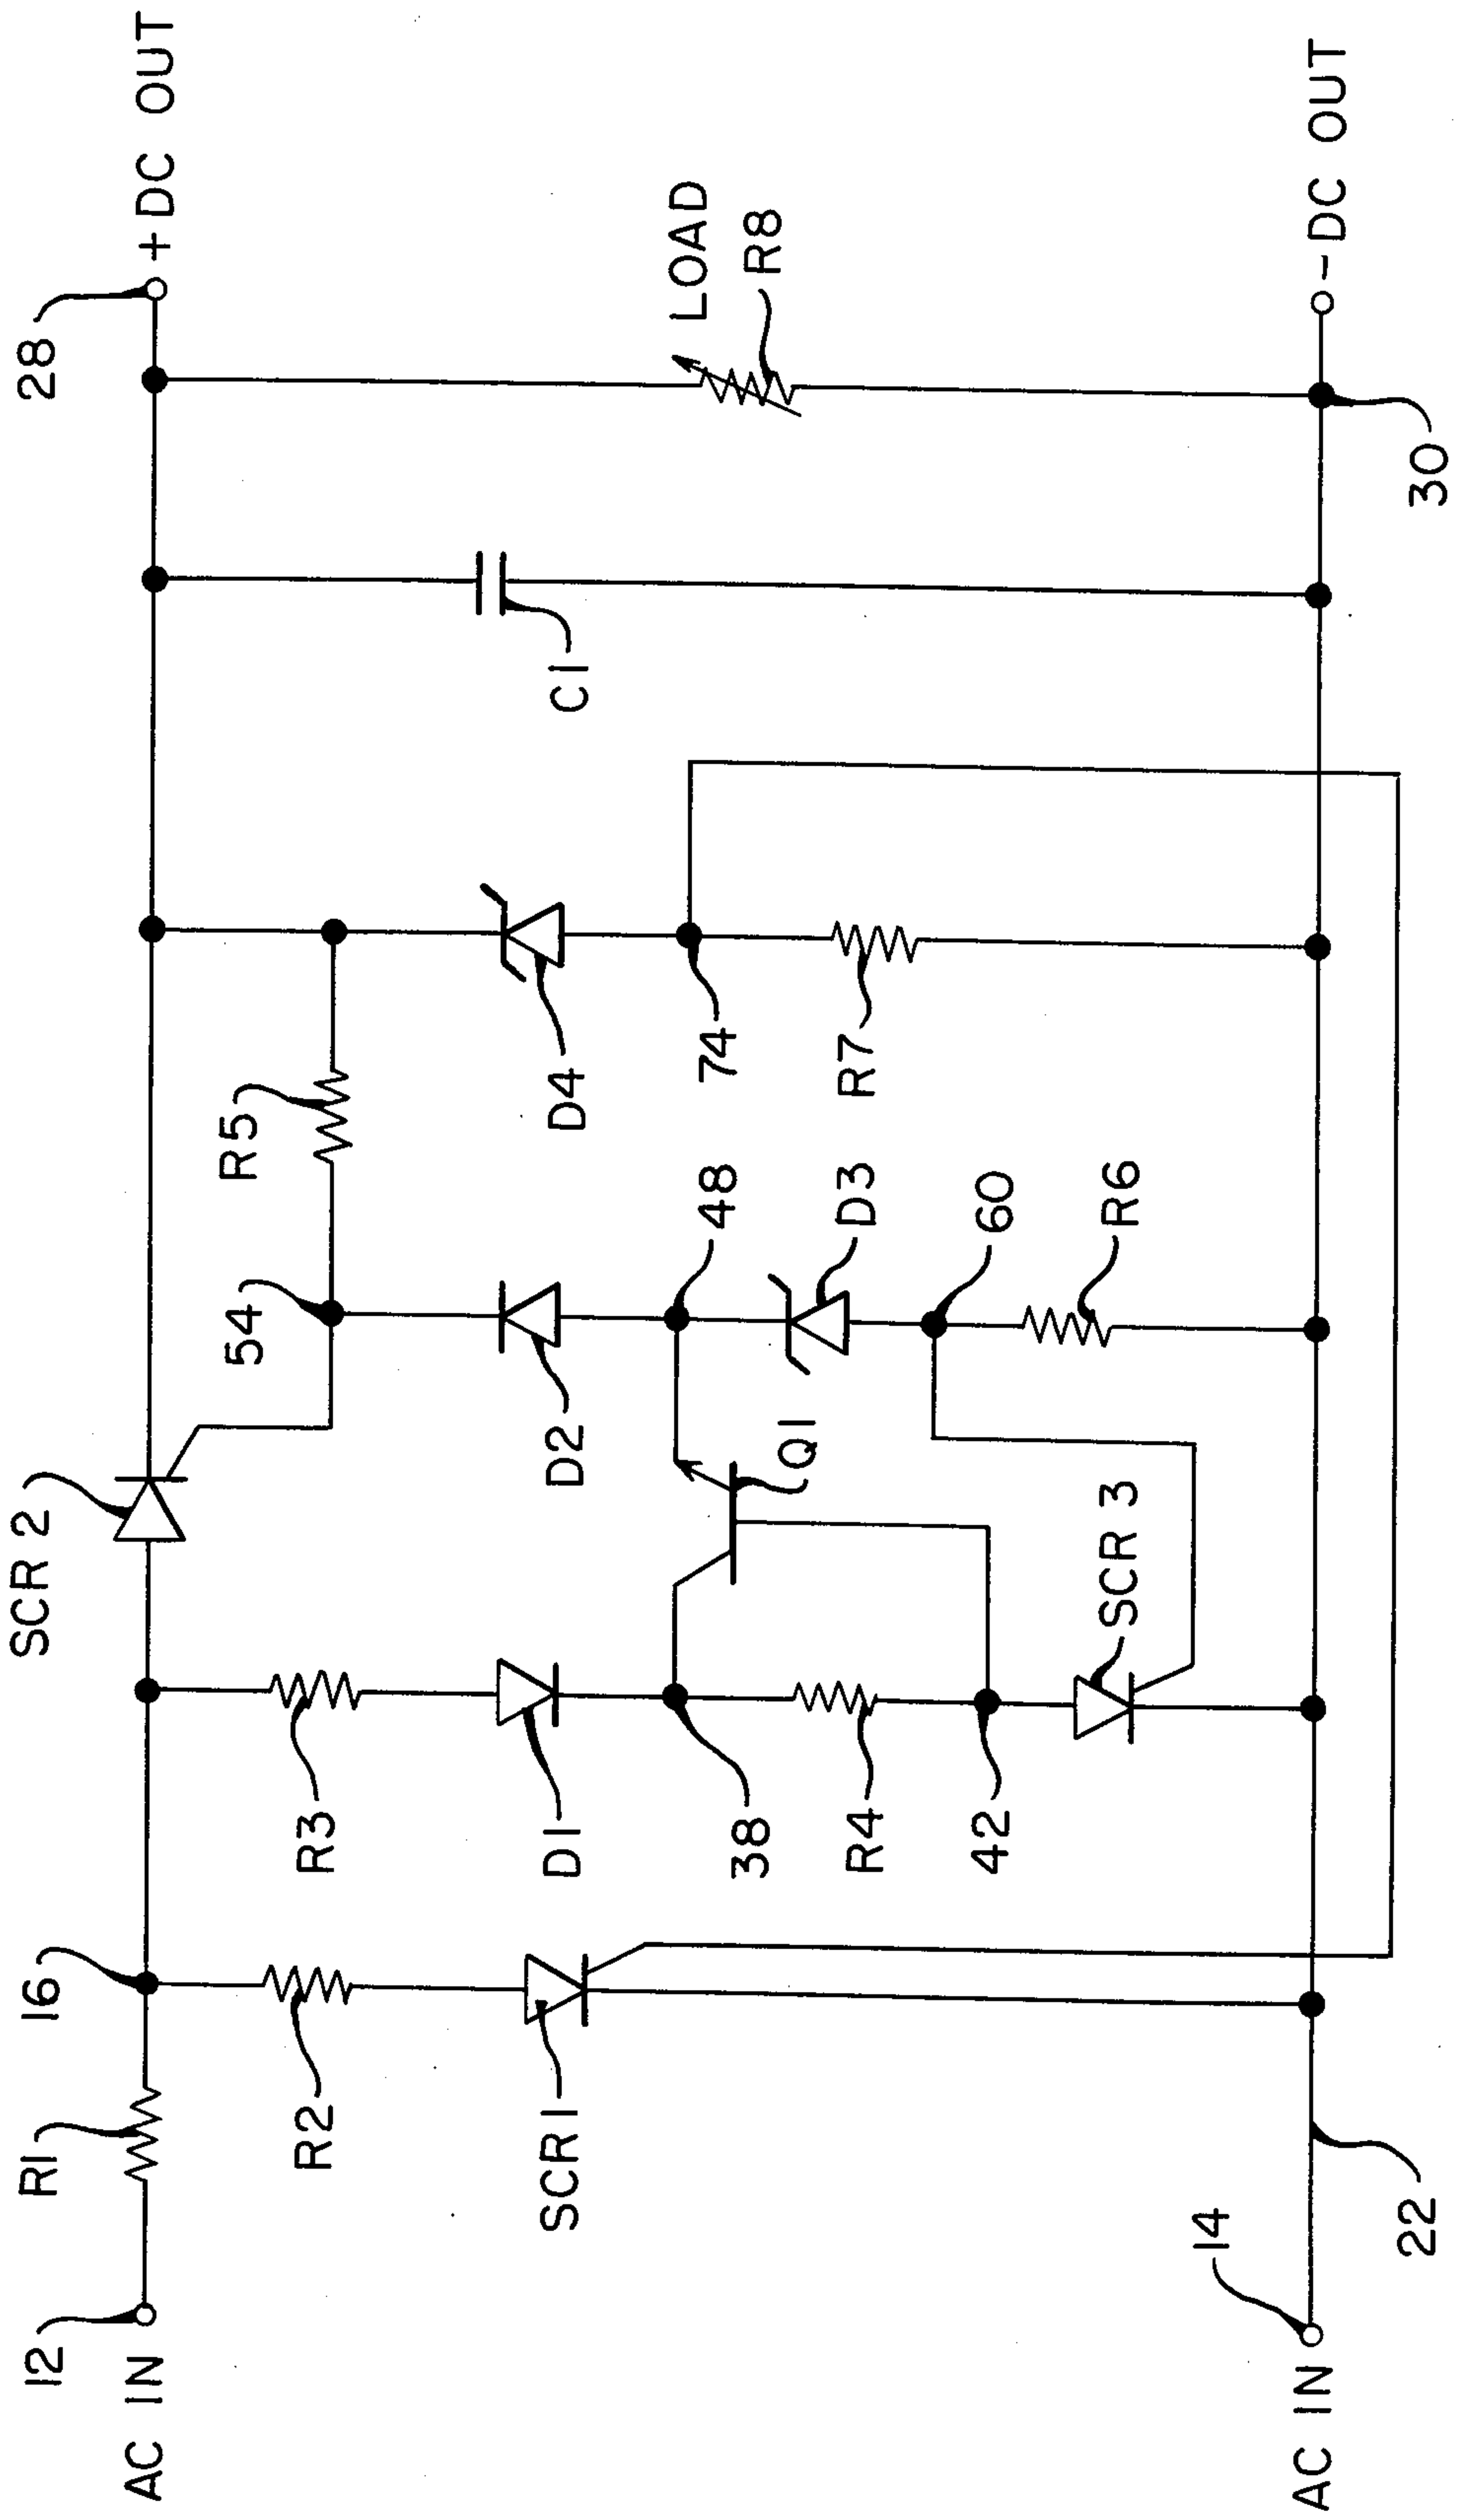 12
R1
16
SCR 2
28
AC IN
+ DC OUT
R2
R3
54
R5
SCR1
D1
D2
D4
C1
38
Q1
48
74
LOAD
R8
R4
D3
R7
42
SCR 3
60
R6
14
AC IN
22
- DC OUT
30